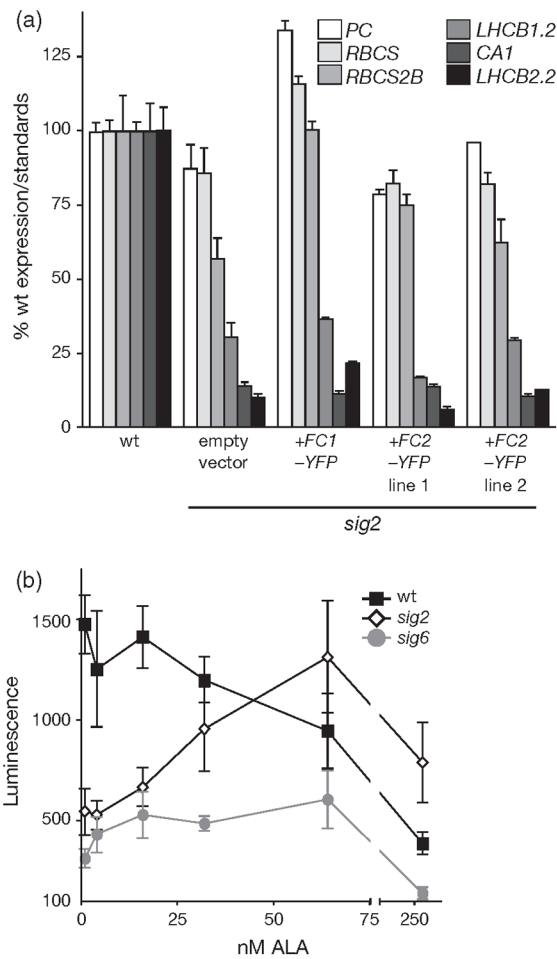 (a)
PC
RBCS
RBCS2B
LHCB1.2
CA1
LHCB2.2
% wt expression/standards
125
100
75
50
25
0
wt
empty
vector
+FC1
–YFP
+FC2
–YFP
line 1
+FC2
–YFP
line 2
sig2
(b)
wt
sig2
sig6
Luminescence
1500
1000
500
100
0
25
50
75
250
nM ALA